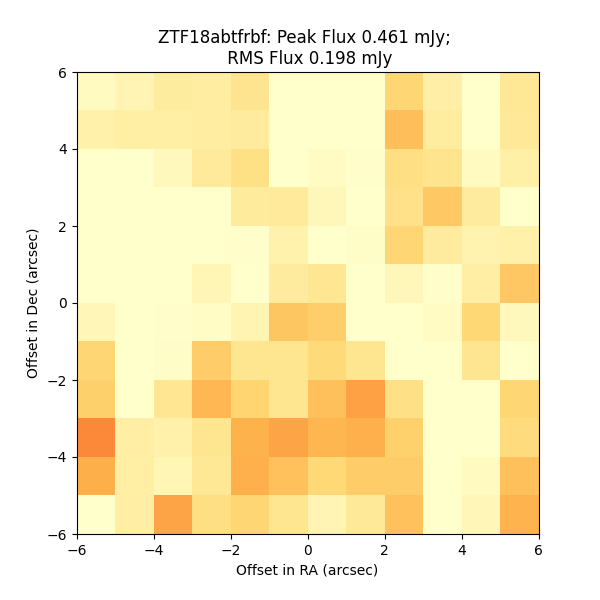 ZTF18abtfrbf: Peak Flux 0.461 mJy;
RMS Flux 0.198 mJy
6
4
2
0
−2
−4
−6
Offset in Dec (arcsec)
−6 −4 −2 0 2 4 6
Offset in RA (arcsec)